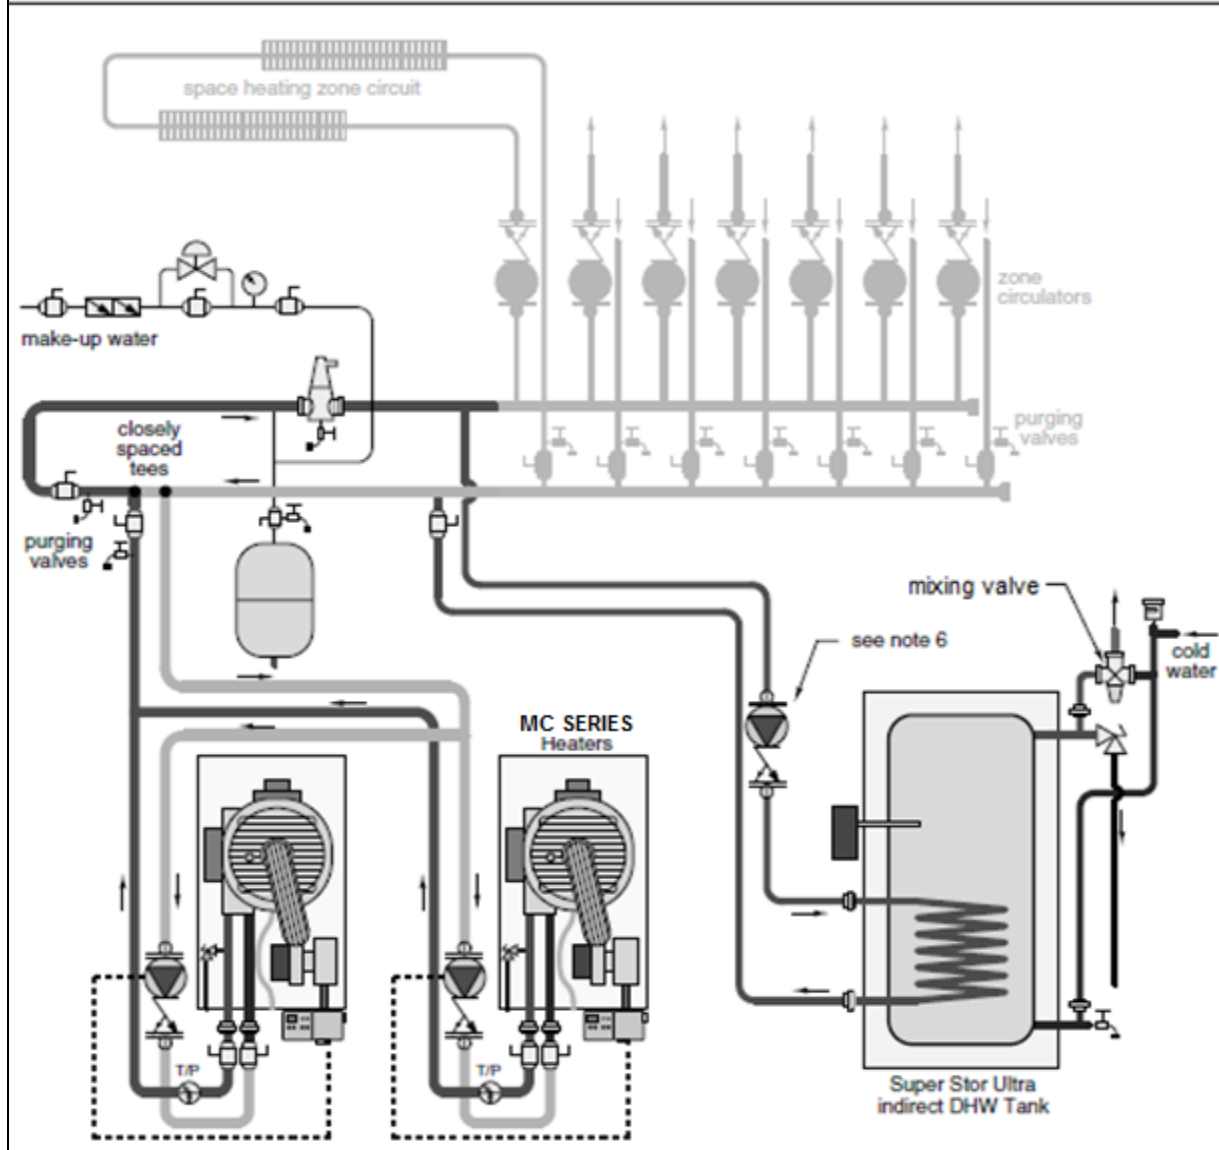 space heating zone circuit
zone
circulators
make-up water
purging
valves
closely
spaced
tees
purging
valves
mixing valve
see note 6
cold
water
MC SERIES
Heaters
T/P
T/P
Super Stor Ultra
indirect DHW Tank